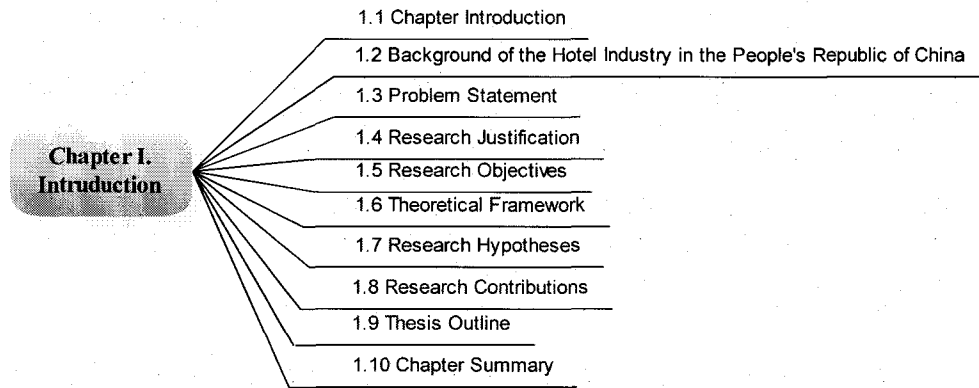 1.1 Chapter Introduction
1.2 Background of the Hotel Industry in the People's Republic of China
1.3 Problem Statement
1.4 Research Justification
Chapter I.
Intruduction
1.5 Research Objectives
1.6 Theoretical Framework
1.7 Research Hypotheses
1.8 Research Contributions
1.9 Thesis Outline
1.10 Chapter Summary